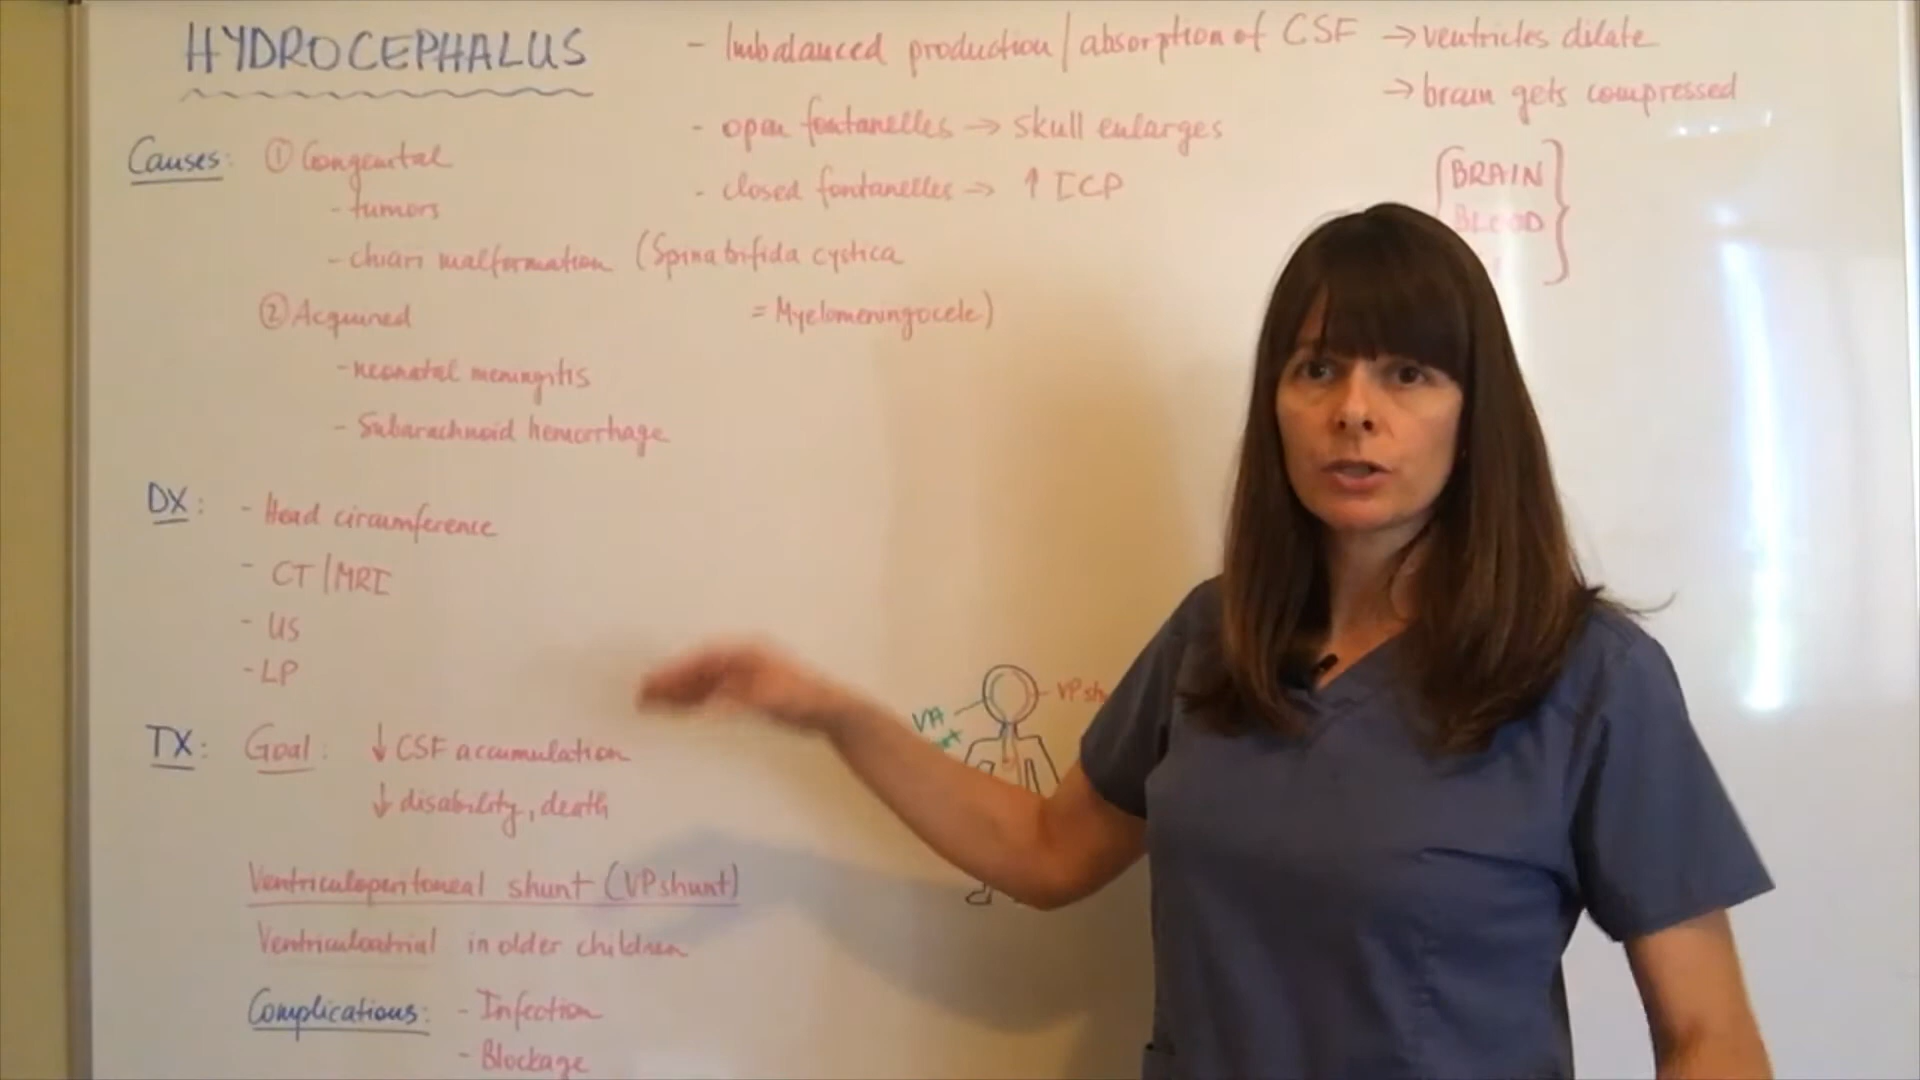 HYDROCEPHALUS
- Imbalanced production/absorption of CSF → ventricles dilate
→ brain gets compressed
- open fontanelles → skull enlarges
- closed fontanelles → ↑ ICP
BRAIN
BLOOD
Causes: ① Congenital
- tumors
- chiari malformation (Spina bifida cystica
= Myelomeningocele)
② Acquired
- neonatal meningitis
- Subarachnoid hemorrhage
DX: - Head circumference
- CT/MRI
- US
- LP
TX: Goal: ↓ CSF accumulation
↓ disability, death
Ventriculoperitoneal shunt (VP shunt)
Ventriculoatrial in older children
Complications: - Infection
- Blockage
VA
VP sh